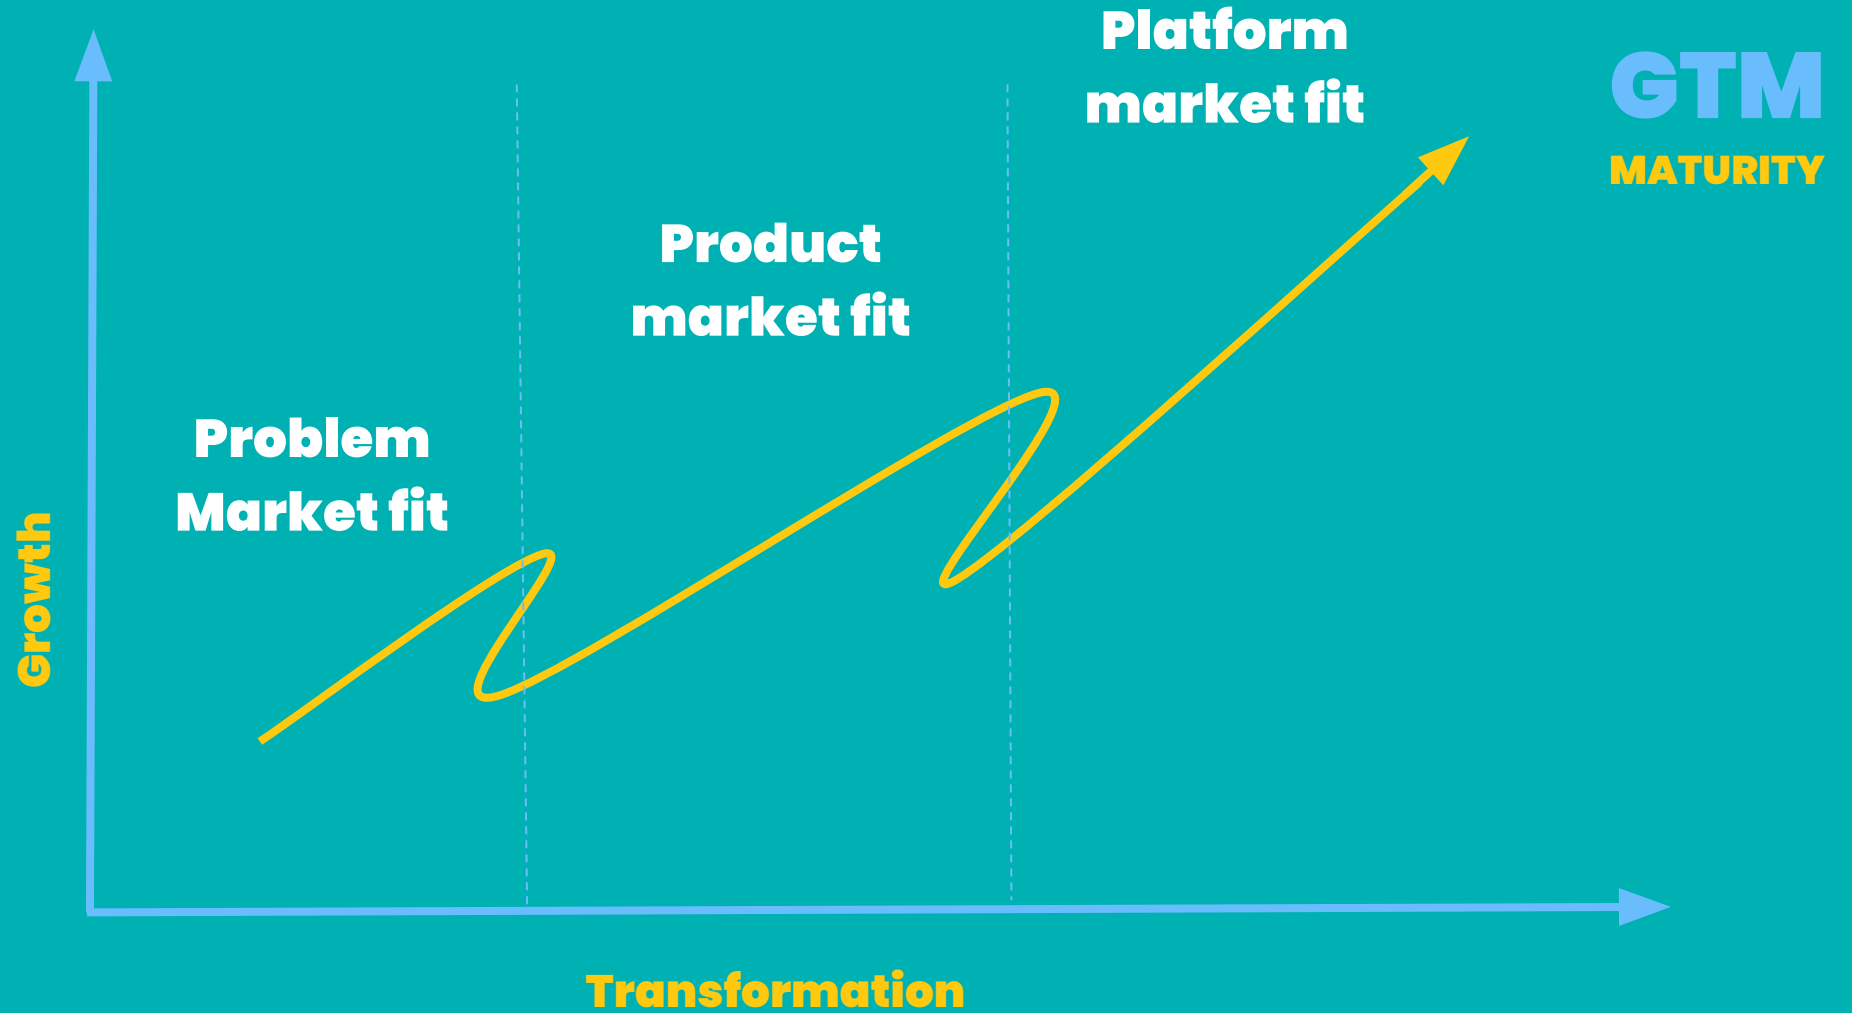 Platform
market fit
GTM
MATURITY
Product
market fit
Problem
Market fit
Growth
Transformation